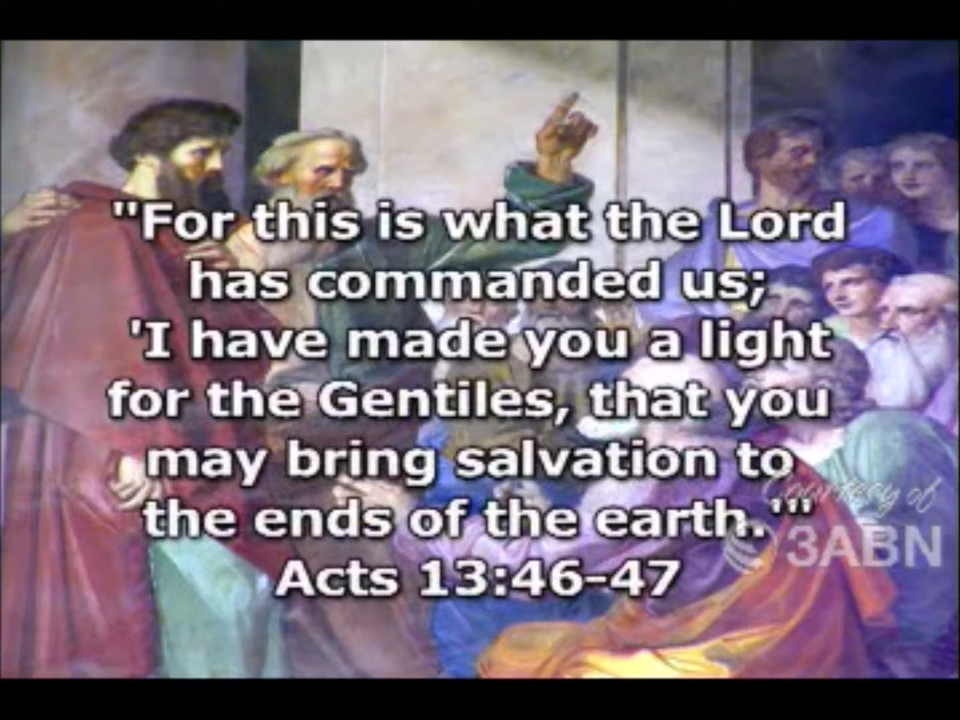 "For this is what the Lord
has commanded us;
'I have made you a light
for the Gentiles, that you
may bring salvation to
the ends of the earth.'"
Acts 13:46-47
Courtesy of
3ABN